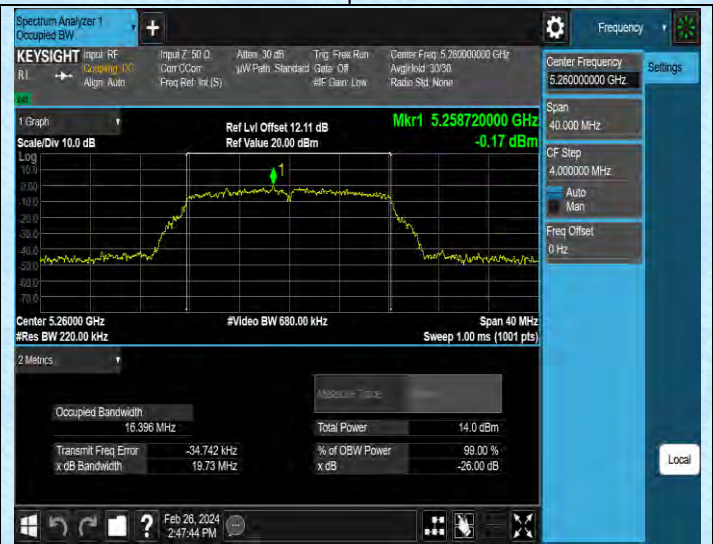 Spectrum Analyzer 1
Occupied BW
+
Frequency
KEYSIGHT Input: RF
R L
Coupling: DC
Align: Auto
Input Z: 50 Ω
Corr CCorr
Freq Ref: Int (S)
Atten: 30 dB
µW Path: Standard
Trig: Free Run
Gate: Off
#IF Gain: Low
Center Freq: 5.260000000 GHz
Avg|Hold: 30/30
Radio Std: None
Center Frequency
5.260000000 GHz
Settings
Span
40.000 MHz
CF Step
4.000000 MHz
Auto
Man
Freq Offset
0 Hz
1 Graph
Scale/Div 10.0 dB
Ref Lvl Offset 12.11 dB
Ref Value 20.00 dBm
Mkr1 5.258720000 GHz
-0.17 dBm
Log
10.0
0.00
-10.0
-20.0
-30.0
-40.0
-50.0
-60.0
-70.0
1
Center 5.26000 GHz
#Res BW 220.00 kHz
#Video BW 680.00 kHz
Span 40 MHz
Sweep 1.00 ms (1001 pts)
2 Metrics
Measure Trace
Occupied Bandwidth
16.396 MHz
Total Power 14.0 dBm
Transmit Freq Error -34.742 kHz
% of OBW Power 99.00 %
x dB Bandwidth 19.73 MHz
x dB -26.00 dB
Local
?
Feb 26, 2024
2:47:44 PM